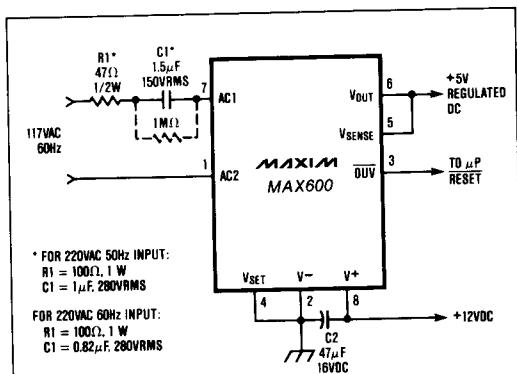 R1*
47Ω
1/2W
C1*
1.5μF
150VRMS
1MΩ
117VAC
60Hz
7
AC1
1
AC2
MAXIM
MAX600
VOUT
6
+5V
REGULATED
DC
VSENSE
5
OUV
3
TO μP
RESET
VSET
V−
V+
4
2
8
+12VDC
C2
47μF
16VDC
* FOR 220VAC 50Hz INPUT:
R1 = 100Ω, 1 W
C1 = 1μF, 280VRMS
FOR 220VAC 60Hz INPUT:
R1 = 100Ω, 1 W
C1 = 0.82μF, 280VRMS